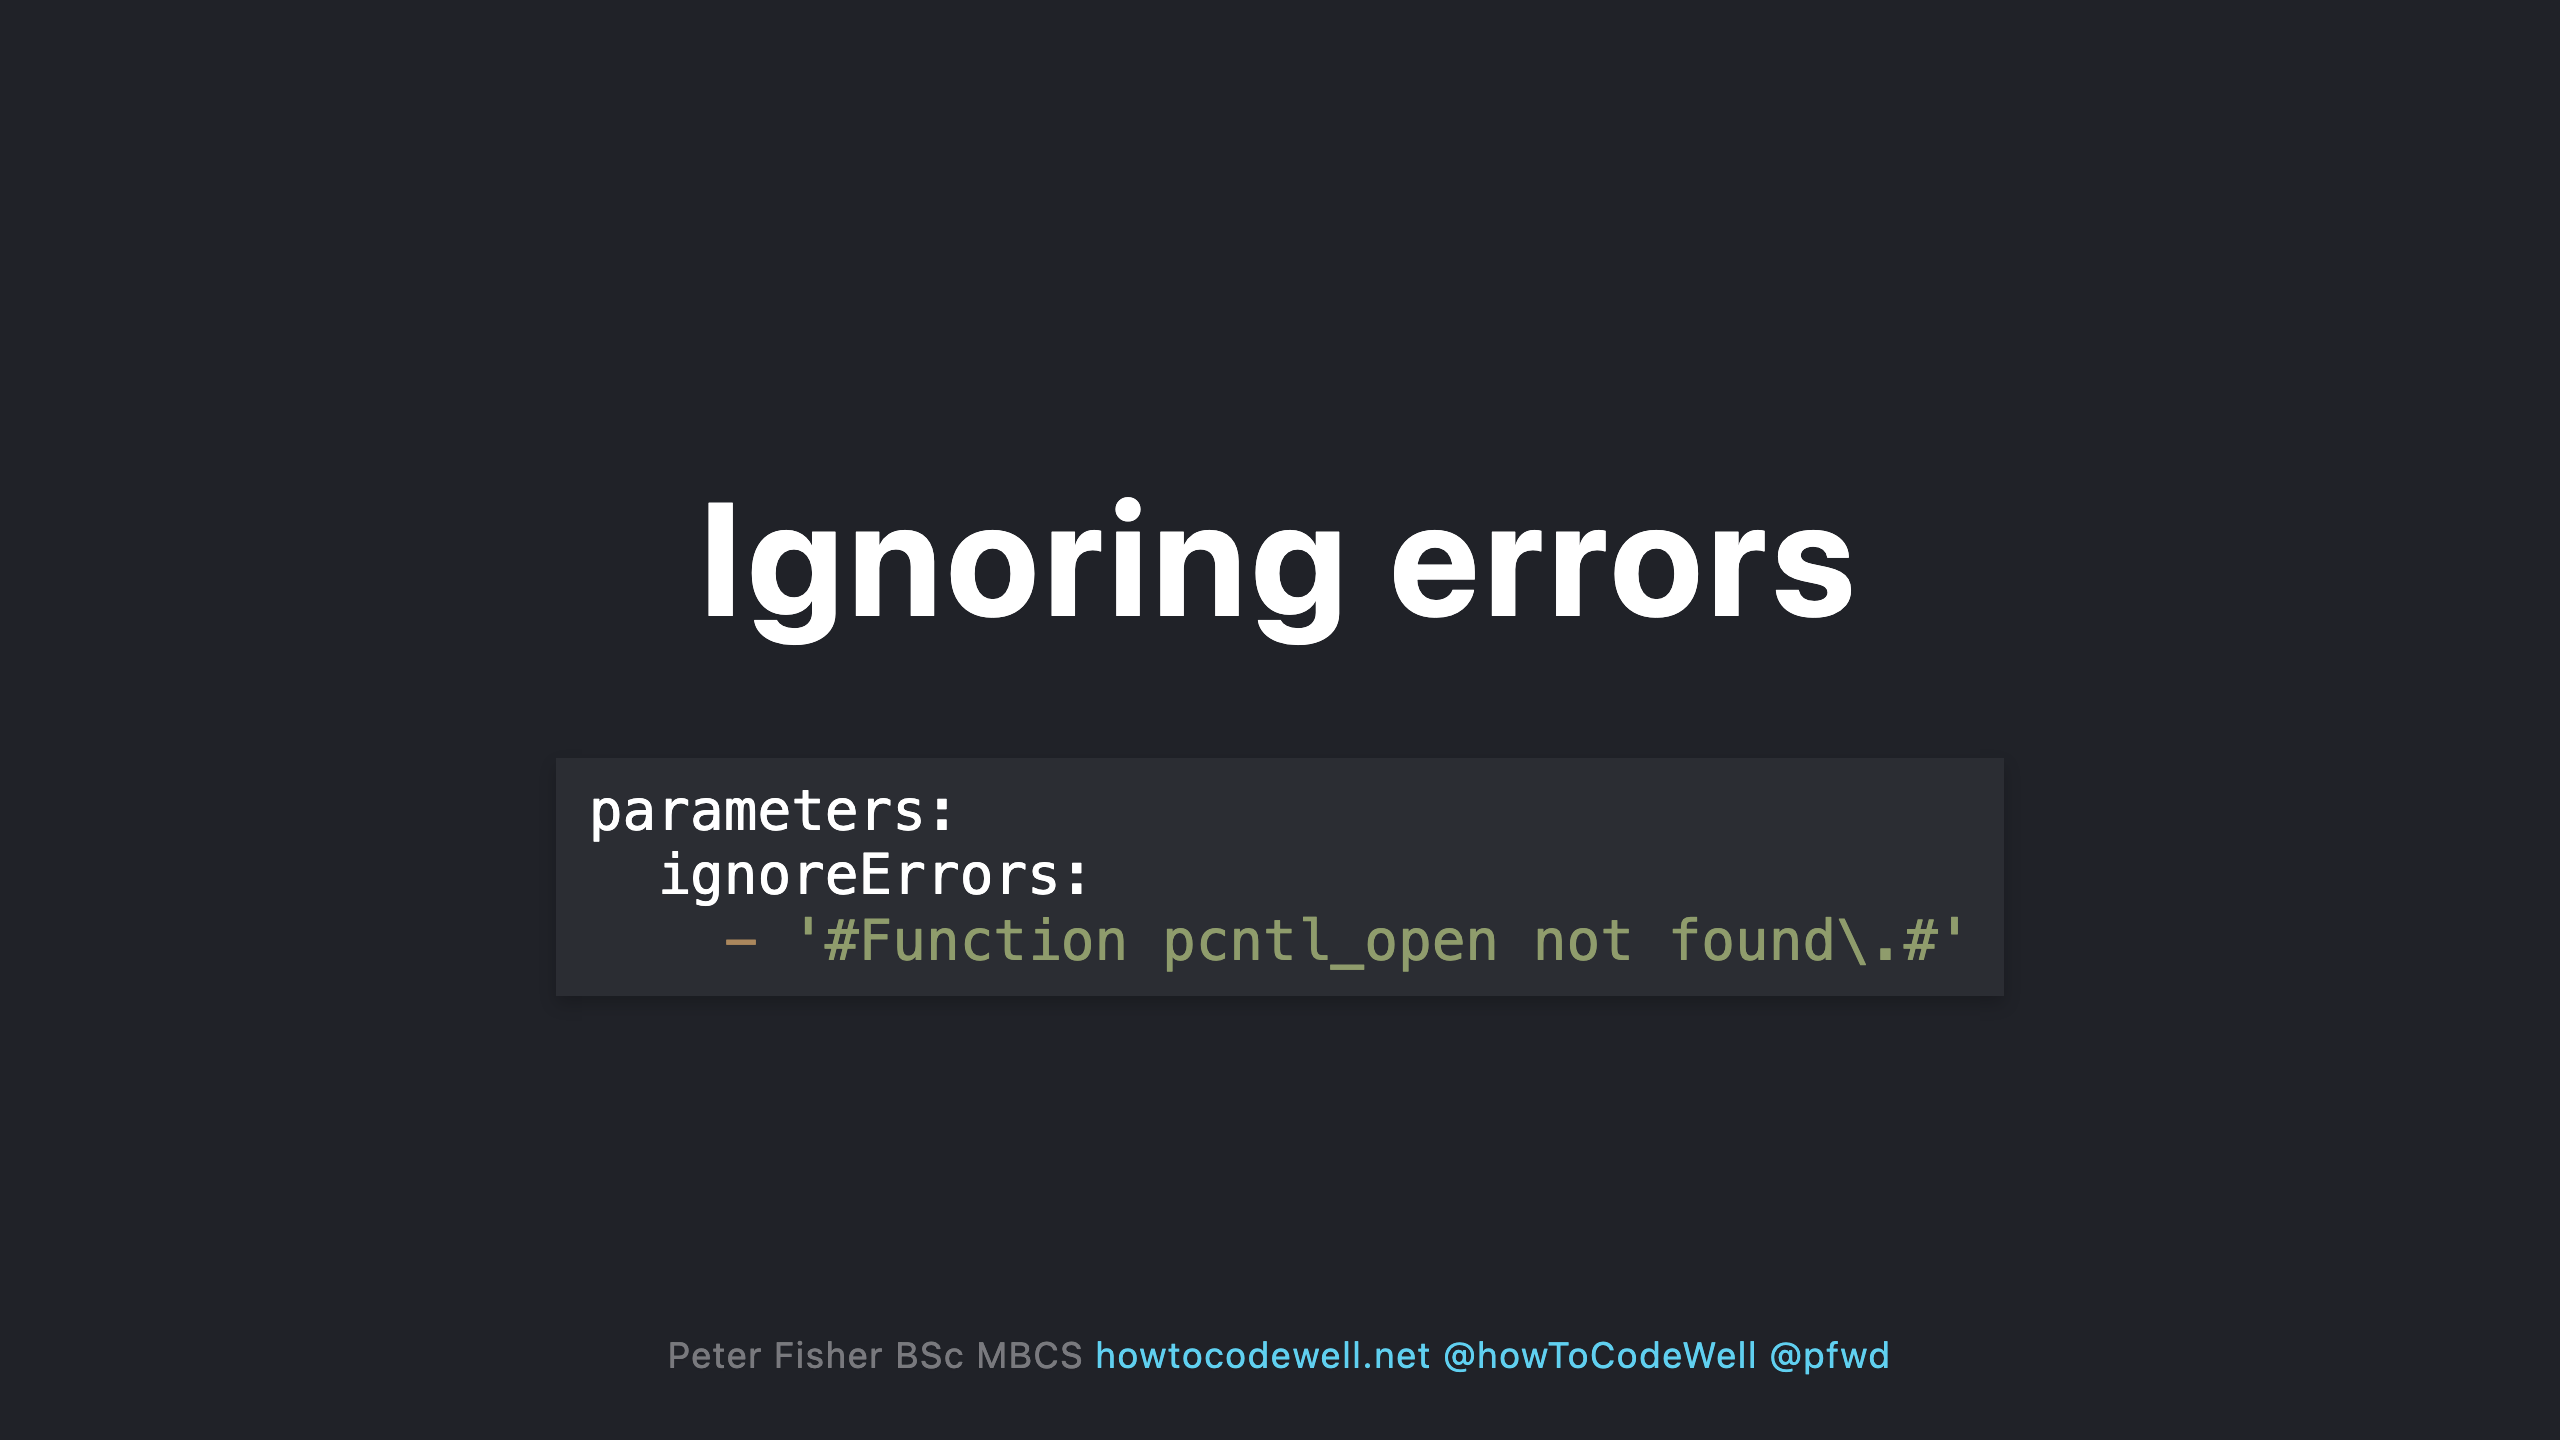 Ignoring errors
parameters:
  ignoreErrors:
    - '#Function pcntl_open not found\.#'
Peter Fisher BSc MBCS howtocodewell.net @howToCodeWell @pfwd